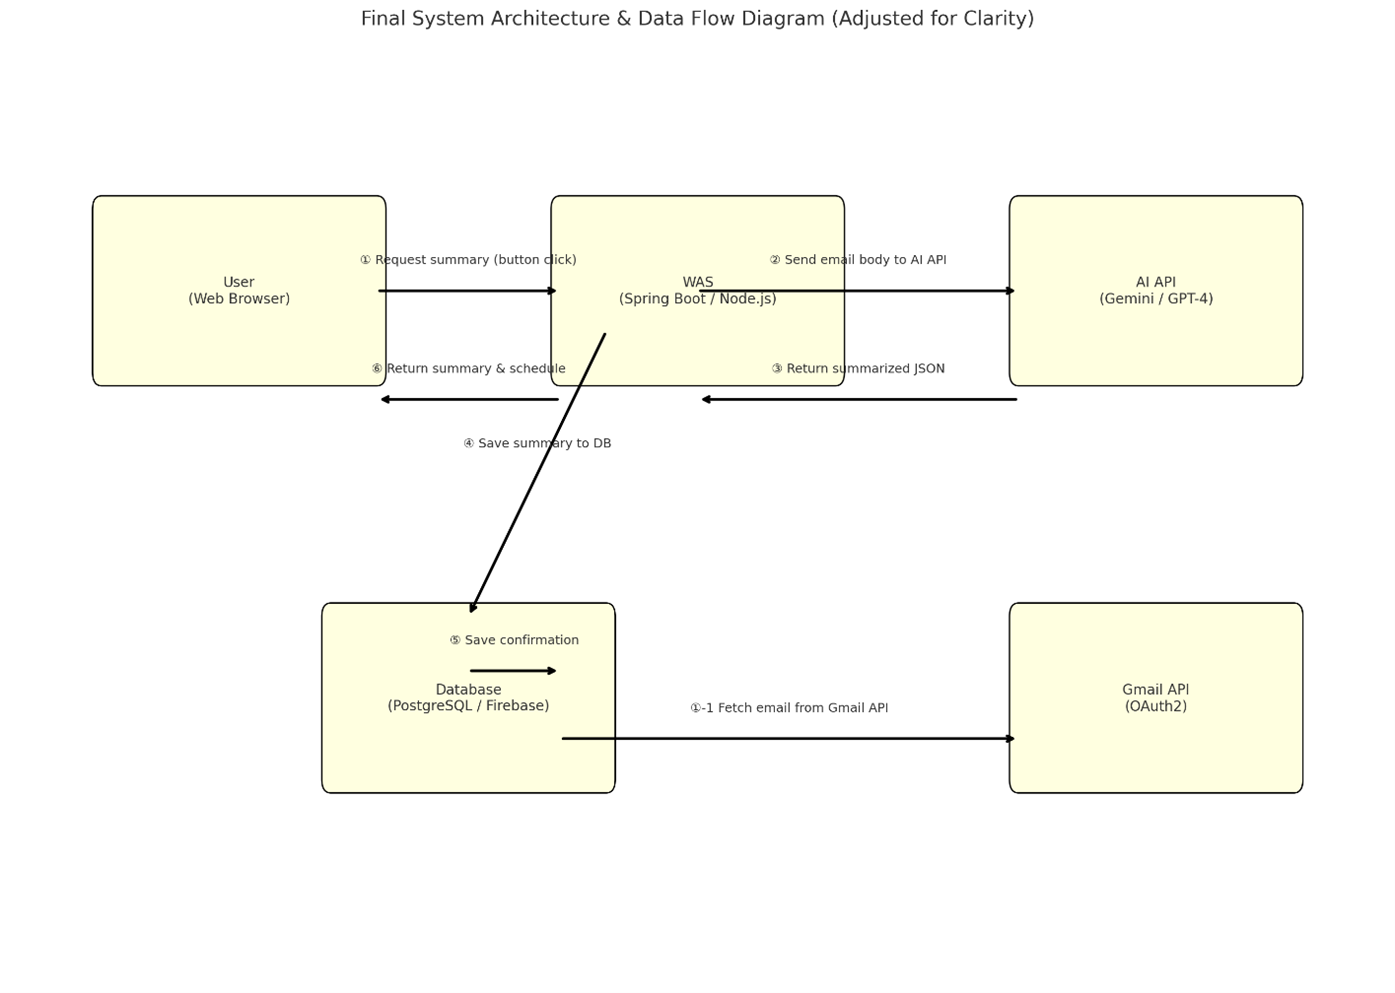 Final System Architecture & Data Flow Diagram (Adjusted for Clarity)
① Request summary (button click)
② Send email body to AI API
User
(Web Browser)
WAS
(Spring Boot / Node.js)
AI API
(Gemini / GPT-4)
⑥ Return summary & schedule
③ Return summarized JSON
④ Save summary to DB
⑤ Save confirmation
Database
(PostgreSQL / Firebase)
①-1 Fetch email from Gmail API
Gmail API
(OAuth2)